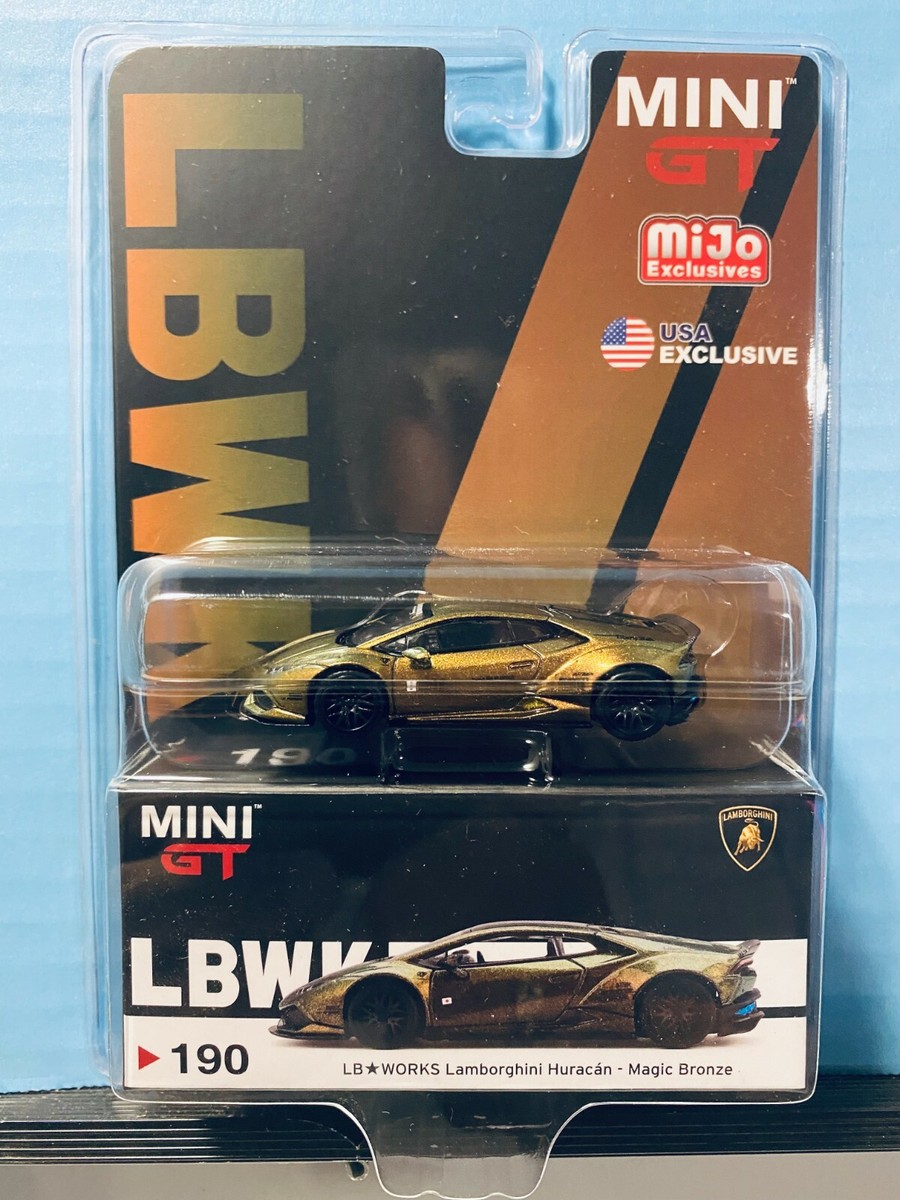 LBWK
MINI™
GT
MiJo
Exclusives
USA
EXCLUSIVE
190
MINI™
GT
LAMBORGHINI
LBWK
190
LB★WORKS Lamborghini Huracán - Magic Bronze